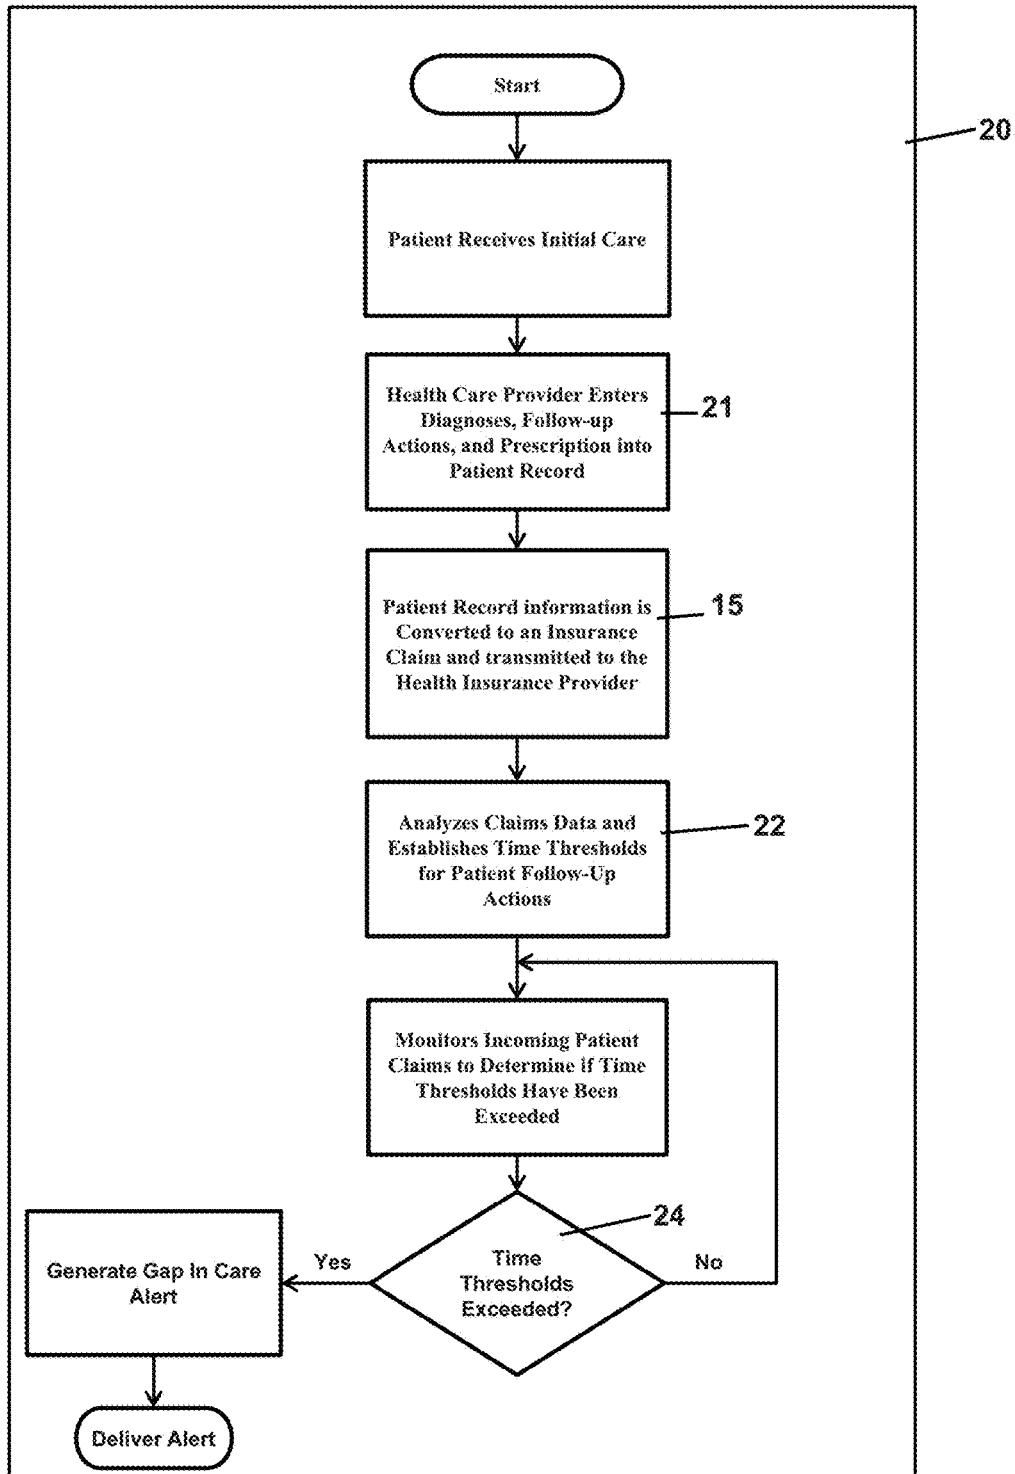 Start
20
Patient Receives Initial Care
Health Care Provider Enters
Diagnoses, Follow-up
Actions, and Prescription into
Patient Record
21
Patient Record information is
Converted to an Insurance
Claim and transmitted to the
Health Insurance Provider
15
Analyzes Claims Data and
Establishes Time Thresholds
for Patient Follow-Up
Actions
22
Monitors Incoming Patient
Claims to Determine if Time
Thresholds Have Been
Exceeded
24
Time
Thresholds
Exceeded?
Yes
No
Generate Gap In Care
Alert
Deliver Alert